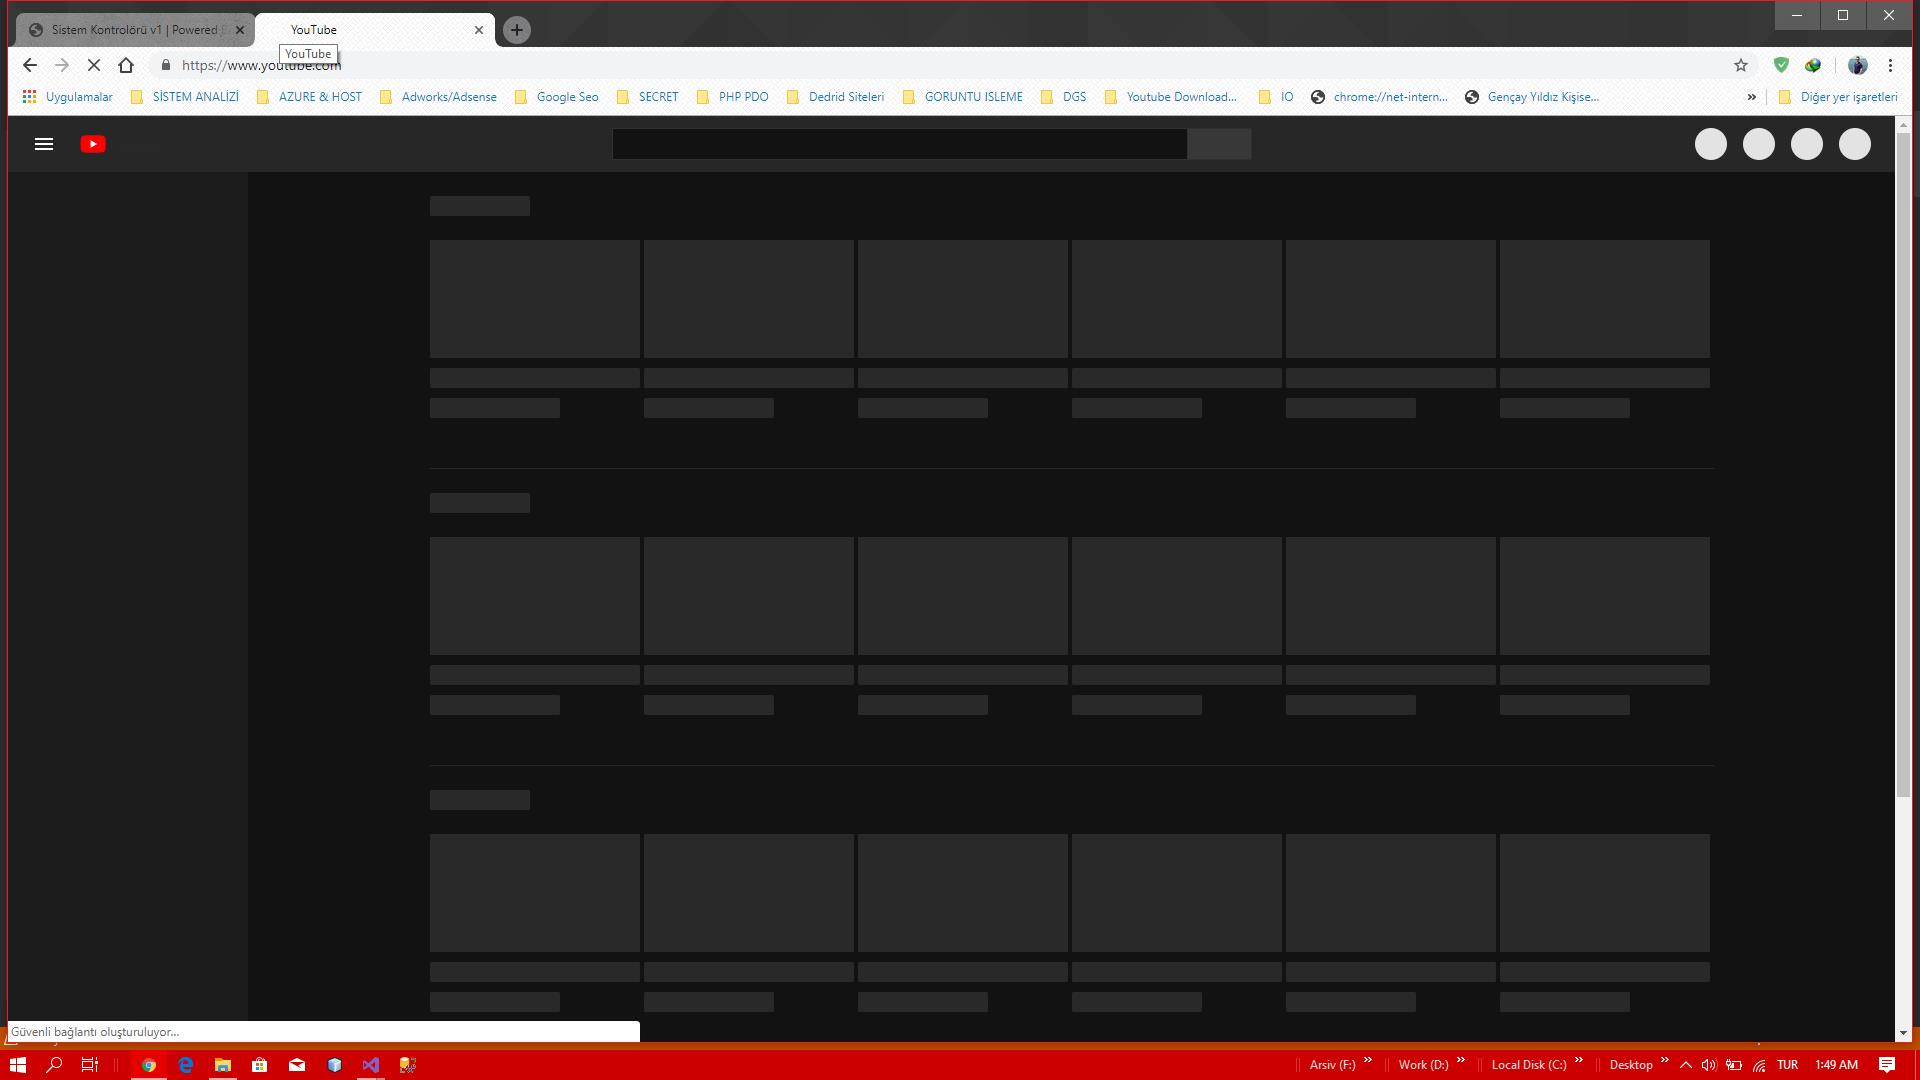 Sistem Kontrolörü v1 | Powered
YouTube
YouTube
https://www.youtube.com
Uygulamalar
SİSTEM ANALİZİ
AZURE & HOST
Adworks/Adsense
Google Seo
SECRET
PHP PDO
Dedrid Siteleri
GORUNTU ISLEME
DGS
Youtube Download...
IO
chrome://net-intern...
Gençay Yıldız Kişise...
»
Diğer yer işaretleri
Güvenli bağlantı oluşturuluyor...
Arsiv (F:)
Work (D:)
Local Disk (C:)
Desktop
TUR
1:49 AM